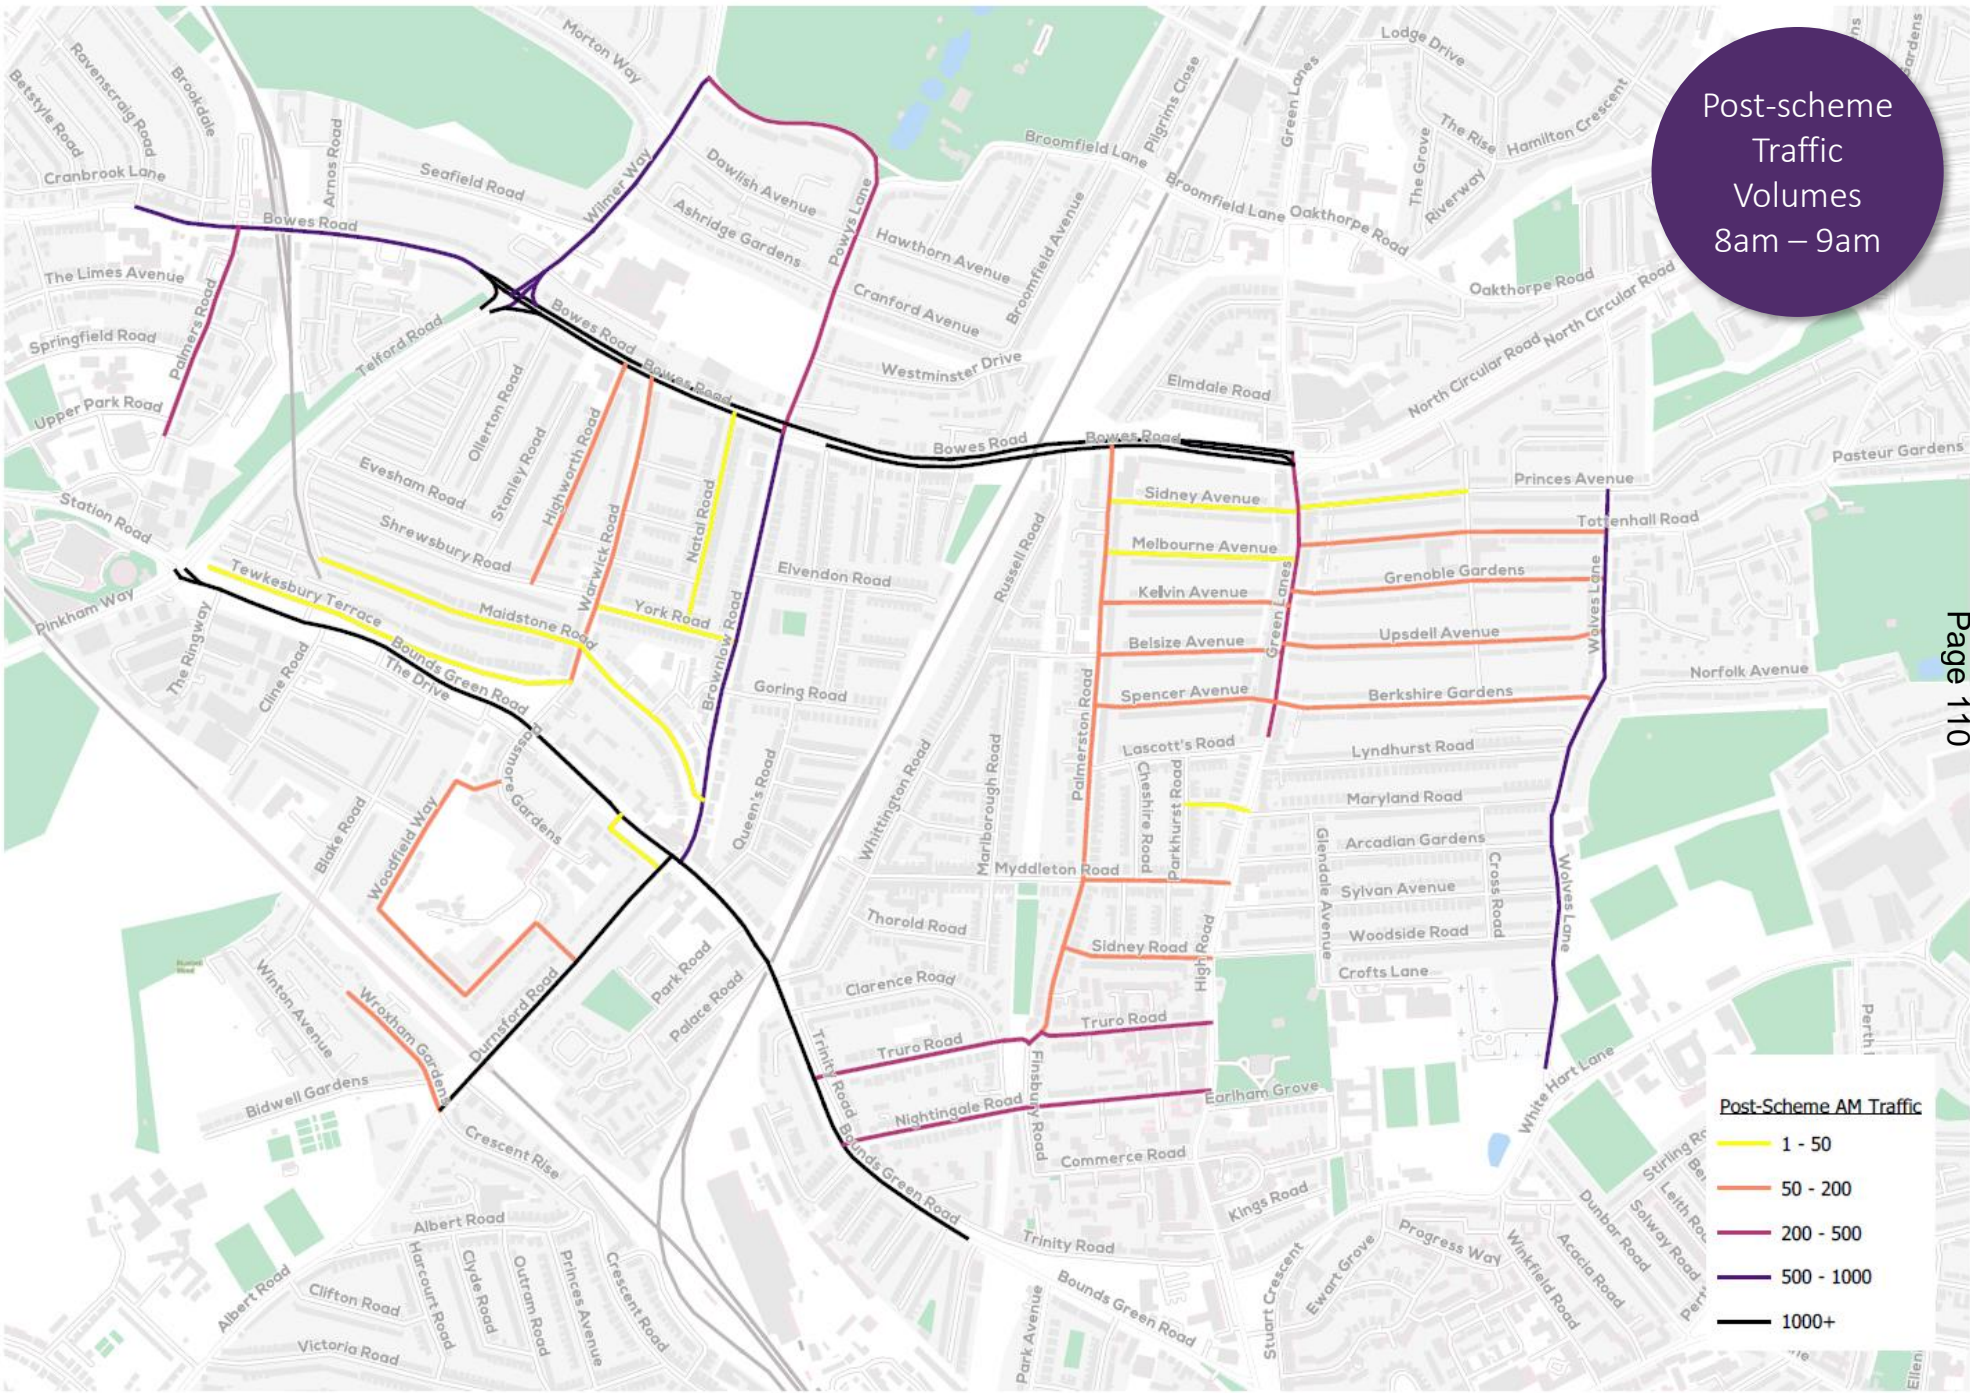 Post-scheme
Traffic
Volumes
8am – 9am
Morton Way
Lodge Drive
Ravenscraig Road
Brookdale
Betstyle Road
Pilgrims Close
Green Lanes
The Rise
Hamilton Crescent
Gardens
Cranbrook Lane
Arnos Road
Seafield Road
Wilmer Way
Dawlish Avenue
Broomfield Lane
The Grove
Riverway
Bowes Road
Ashridge Gardens
Powys Lane
Hawthorn Avenue
Broomfield Avenue
Broomfield Lane
Oakthorpe Road
The Limes Avenue
Palmers Road
Cranford Avenue
Oakthorpe Road
North Circular Road
North Circular Road
Springfield Road
Telford Road
Bowes Road
Bowes Road
Westminster Drive
Elmdale Road
Upper Park Road
Ollerton Road
Stanley Road
Highworth Road
Bowes Road
Bowes Road
Pasteur Gardens
Evesham Road
Princes Avenue
Station Road
Shrewsbury Road
Warwick Road
Natal Road
Sidney Avenue
Tottenhall Road
Russell Road
Melbourne Avenue
Tewkesbury Terrace
Elvendon Road
Grenoble Gardens
Pinkham Way
Maidstone Road
York Road
Kelvin Avenue
Green Lanes
Wolves Lane
The Ringway
Cline Road
Bounds Green Road
The Drive
Brownlow Road
Belsize Avenue
Upsdell Avenue
Page 110
Goring Road
Palmerston Road
Spencer Avenue
Berkshire Gardens
Norfolk Avenue
Gardens
Queen's Road
Whittington Road
Marlborough Road
Lascott's Road
Cheshire Road
Parkhurst Road
Lyndhurst Road
Maryland Road
Blake Road
Woodfield Way
Arcadian Gardens
Glendale Avenue
Cross Road
Myddleton Road
Sylvan Avenue
Wolves Lane
Thorold Road
Sidney Road
High Road
Woodside Road
Crofts Lane
Winton Avenue
Wroxham Gardens
Durnsford Road
Park Road
Palace Road
Clarence Road
Truro Road
Truro Road
Trinity Road
Finsbury Road
Nightingale Road
Earlham Grove
White Hart Lane
Bidwell Gardens
Crescent Rise
Bounds Green Road
Commerce Road
Kings Road
Albert Road
Trinity Road
Progress Way
Winkfield Road
Acacia Road
Dunbar Road
Solway Road
Ewart Grove
Stuart Crescent
Harcourt Road
Clyde Road
Outram Road
Princes Avenue
Crescent Road
Albert Road
Clifton Road
Victoria Road
Bounds Green Road
Park Avenue
Post-Scheme AM Traffic
1 - 50
50 - 200
200 - 500
500 - 1000
1000+